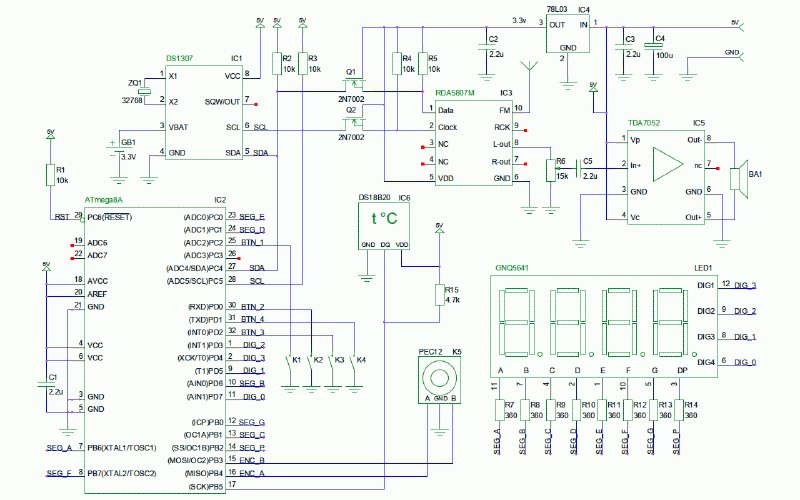 78L03 IC4
5V 5V 5V 3.3v 3 OUT IN 1 5V
GND
2
GND
C2
2.2u
C3
2.2u
C4
100u
R2
10k
R3
10k
R4
10k
R5
10k
DS1307 IC1
ZQ1
32768
1 X1 VCC 8
2 X2 SQW/OUT 7
3 VBAT SCL 6 SCL
4 GND SDA 5 SDA
GB1
3.3V
Q1
2N7002
Q2
2N7002
RDA5807M IC3
1 Data FM 10
2 Clock RCK 9
3 NC L-out 8
4 NC R-out 7
5 VDD GND 6
R6
15k
C5
2.2u
5V
TDA7052 IC5
1 Vp Out- 8
2 In+ nc 7
3 GND GND 6
4 Vc Out+ 5
BA1
5V
R1
10k
ATmega8A IC2
RST 29 PC6(RESET) (ADC0)PC0 23 SEG_E
(ADC1)PC1 24 SEG_D
19 ADC6 (ADC2)PC2 25 BTN_1
22 ADC7 (ADC3)PC3 26
(ADC4/SDA)PC4 27 SDA
5V
18 AVCC (ADC5/SCL)PC5 28 SCL
20 AREF
21 GND (RXD)PD0 30 BTN_2
(TXD)PD1 31 BTN_4
(INT0)PD2 32 BTN_3
4 VCC (INT1)PD3 1 DIG_2
6 VCC (XCK/T0)PD4 2 DIG_3
(T1)PD5 9 DIG_1
C1
2.2u
(AIN0)PD6 10 SEG_B
3 GND (AIN1)PD7 11 DIG_0
5 GND
(ICP)PB0 12 SEG_G
(OC1A)PB1 13 SEG_C
SEG_A 7 PB6(XTAL1/TOSC1) (SS/OC1B)PB2 14 SEG_P
(MOSI/OC2)PB3 15 ENC_B
SEG_F 8 PB7(XTAL2/TOSC2) (MISO)PB4 16 ENC_A
(SCK)PB5 17
DS18B20 IC6
t °C
GND DQ VDD
5V
R15
4.7k
K1 K2 K3 K4
PEC12 K5
A GND B
GNQ5641 LED1
DIG1 12 DIG_3
DIG2 9 DIG_2
DIG3 8 DIG_1
DIG4 6 DIG_0
A B C D E F G DP
11 7 4 2 1 10 5 3
R7
360
R8
360
R9
360
R10
360
R11
360
R12
360
R13
360
R14
360
SEG_A SEG_B SEG_C SEG_D SEG_E SEG_F SEG_G SEG_P